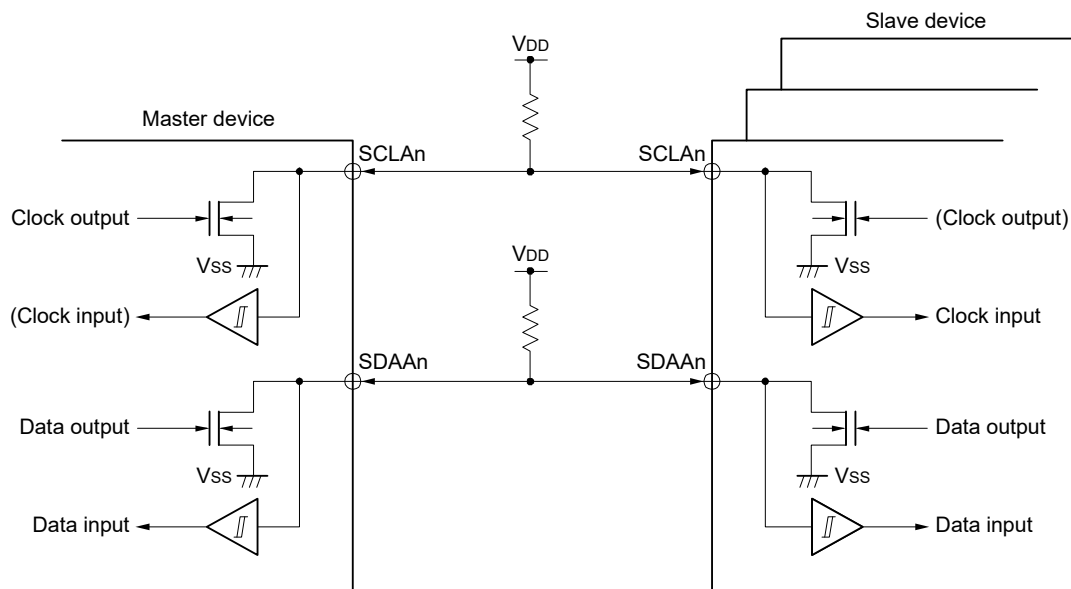 Slave device
VDD
Master device
SCLAn
SCLAn
Clock output
(Clock output)
VSS
VSS
VDD
(Clock input)
Clock input
SDAAn
SDAAn
Data output
Data output
VSS
VSS
Data input
Data input